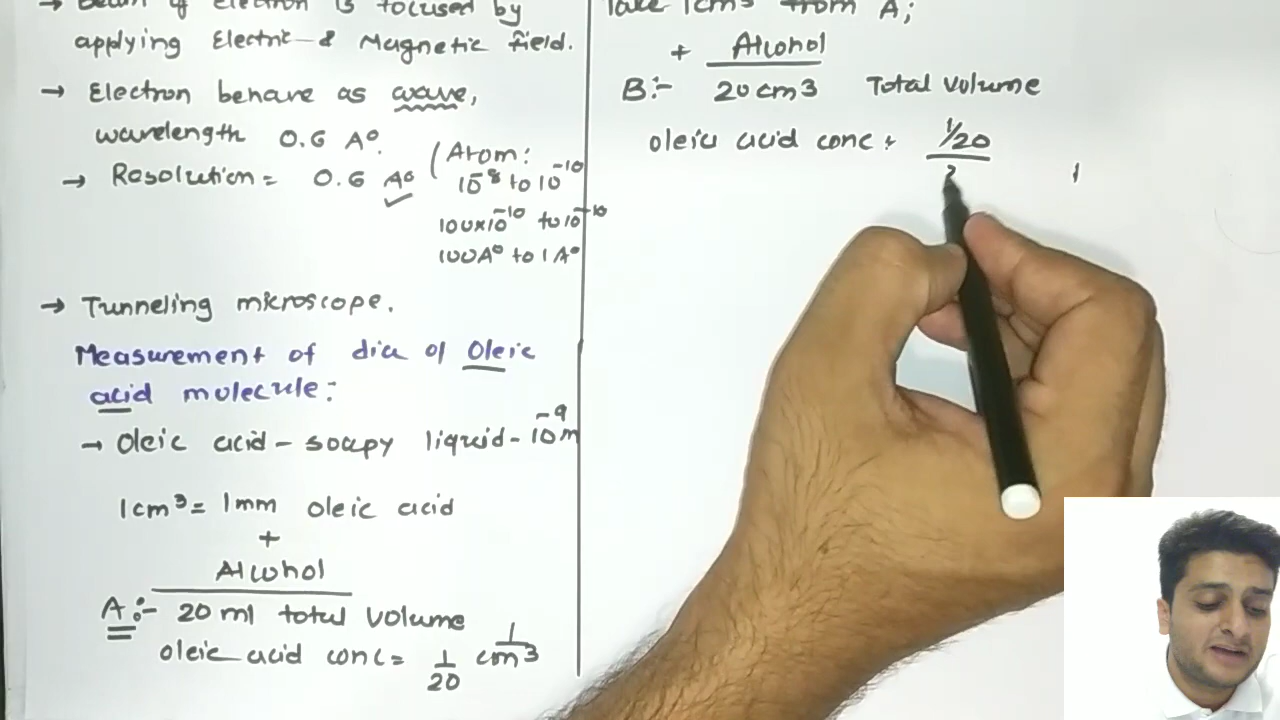 → Beam of Electron is focused by
applying Electric & Magnetic field.
→ Electron behave as wave,
wavelength 0.6 A°.
→ Resolution = 0.6 A°
(Atom:
10⁻⁸ to 10⁻¹⁰
100×10⁻¹⁰ to 10⁻¹⁰
100A° to 1A°
→ Tunneling microscope.
Measurement of dia of Oleic
acid molecule:
→ Oleic acid - soapy liquid - 10⁻⁹m
1cm³ = 1mm oleic acid
+
Alcohol
A:- 20 ml total volume
oleic acid conc = 1/20 1/cm³
Take 1cm³ from A;
+ Alcohol
B:- 20cm3 Total volume
oleic acid conc : 1/20
1